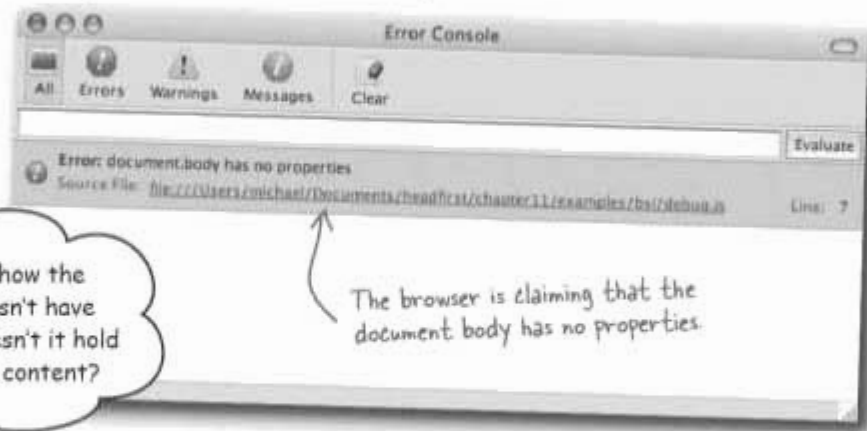 Error Console
All Errors Warnings Messages Clear
Evaluate
Error: document.body has no properties
Source File: file:///Users/michael/Documents/headfirst/chapter11/examples/bsl/debug.js Line: 7
how the
sn't have
sn't it hold
content?
The browser is claiming that the
document body has no properties.